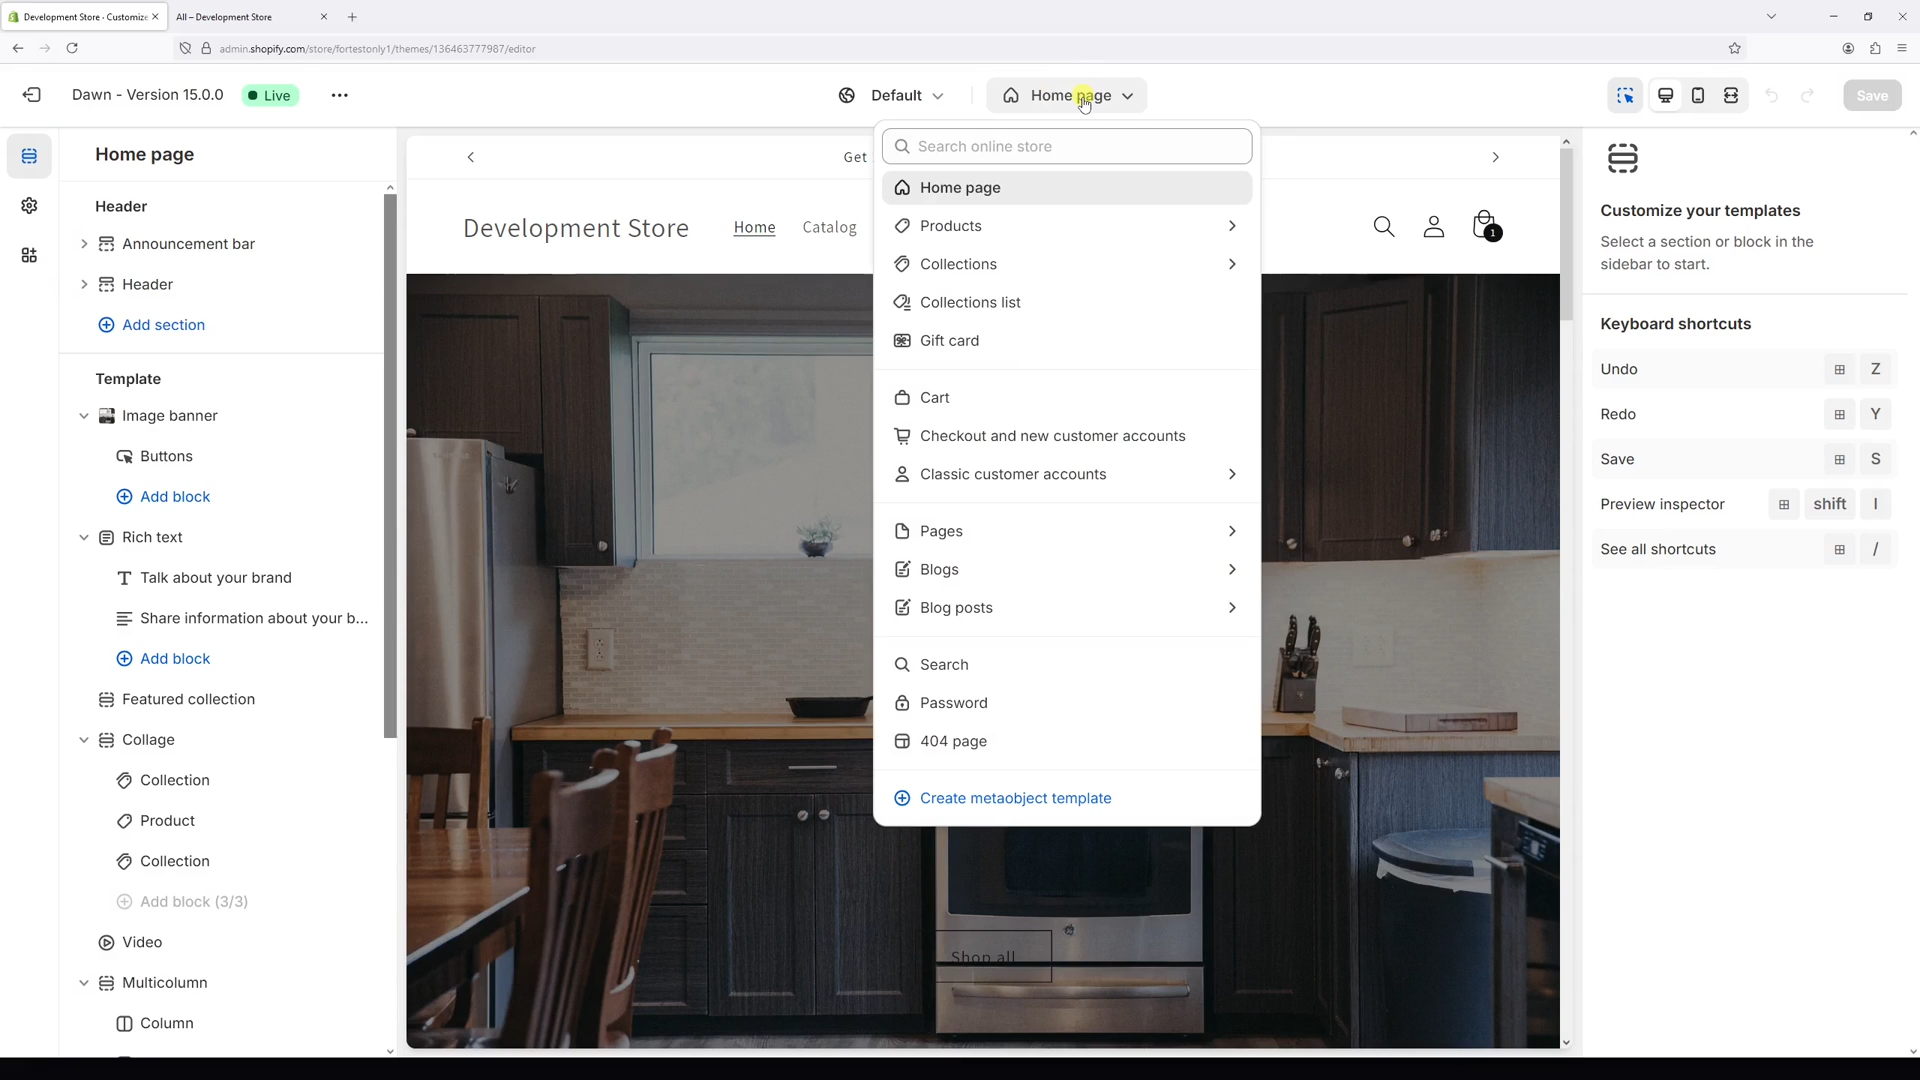 Development Store · Customize
All – Development Store
admin.shopify.com/store/fortestonly1/themes/136463777987/editor
Dawn - Version 15.0.0
Live
Default
Home page
Save
Home page
Header
Announcement bar
Header
Add section
Template
Image banner
Buttons
Add block
Rich text
Talk about your brand
Share information about your b...
Add block
Featured collection
Collage
Collection
Product
Collection
Add block (3/3)
Video
Multicolumn
Column
Get
Development Store
Home
Catalog
1
Shop all
Search online store
Home page
Products
Collections
Collections list
Gift card
Cart
Checkout and new customer accounts
Classic customer accounts
Pages
Blogs
Blog posts
Search
Password
404 page
Create metaobject template
Customize your templates
Select a section or block in the
sidebar to start.
Keyboard shortcuts
Undo Z
Redo Y
Save S
Preview inspector shift I
See all shortcuts /